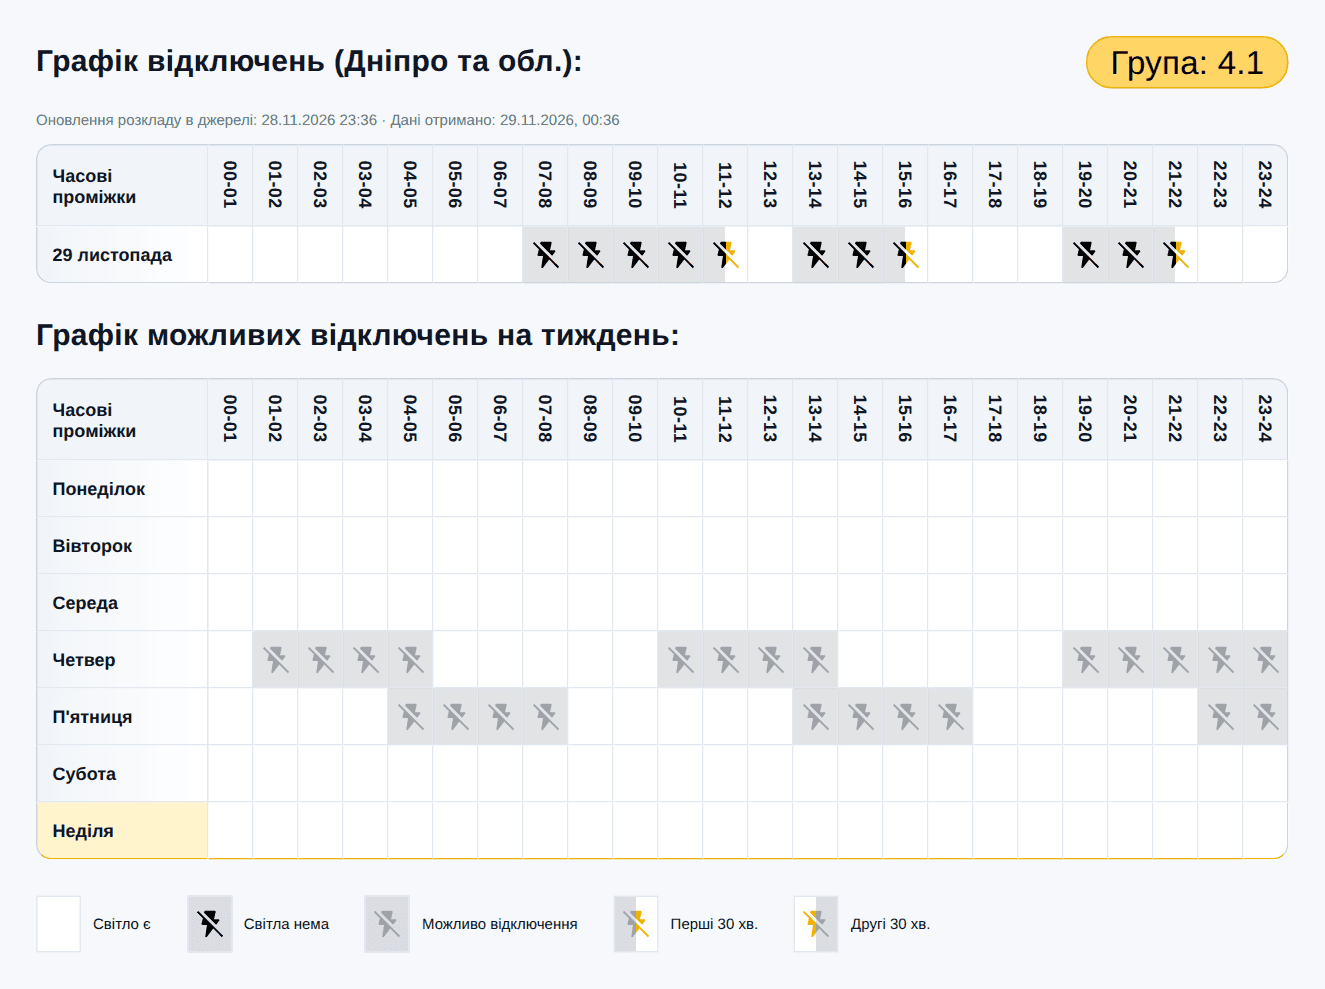 Графік відключень (Дніпро та обл.):
Група: 4.1
Оновлення розкладу в джерелі: 28.11.2026 23:36 · Дані отримано: 29.11.2026, 00:36
Часові проміжки 00-01 01-02 02-03 03-04 04-05 05-06 06-07 07-08 08-09 09-10 10-11 11-12 12-13 13-14 14-15 15-16 16-17 17-18 18-19 19-20 20-21 21-22 22-23 23-24
29 листопада
Графік можливих відключень на тиждень:
Часові проміжки 00-01 01-02 02-03 03-04 04-05 05-06 06-07 07-08 08-09 09-10 10-11 11-12 12-13 13-14 14-15 15-16 16-17 17-18 18-19 19-20 20-21 21-22 22-23 23-24
Понеділок
Вівторок
Середа
Четвер
П'ятниця
Субота
Неділя
Світло є Світла нема Можливо відключення Перші 30 хв. Другі 30 хв.